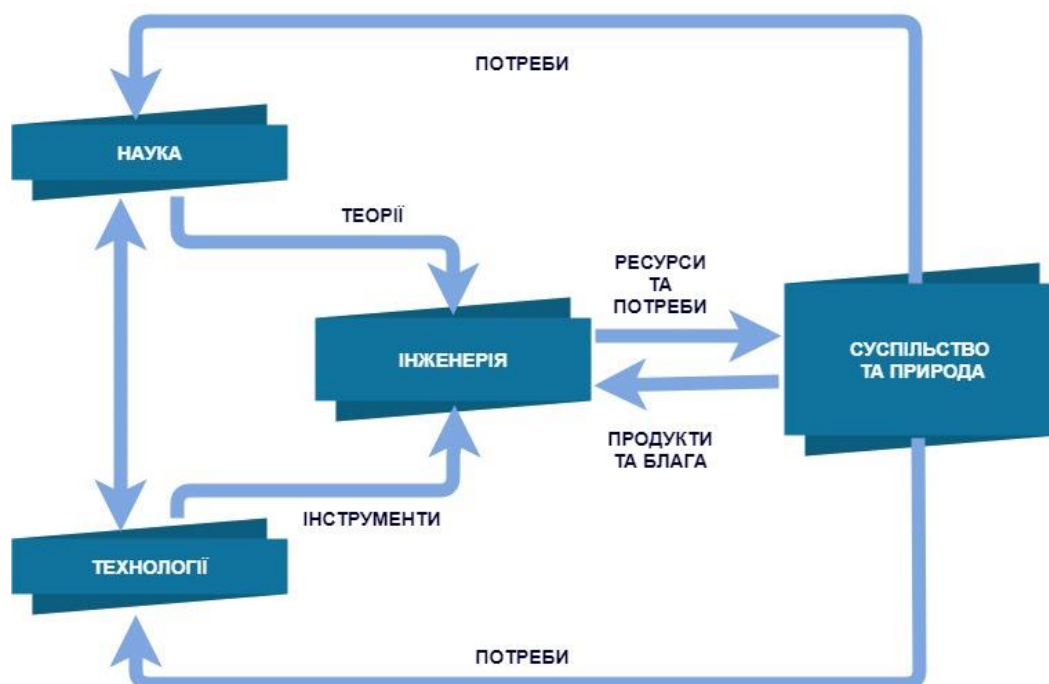 ПОТРЕБИ
НАУКА
ТЕОРІЇ
РЕСУРСИ
ТА
ПОТРЕБИ
ІНЖЕНЕРІЯ
СУСПІЛЬСТВО
ТА ПРИРОДА
ПРОДУКТИ
ТА БЛАГА
ІНСТРУМЕНТИ
ТЕХНОЛОГІЇ
ПОТРЕБИ